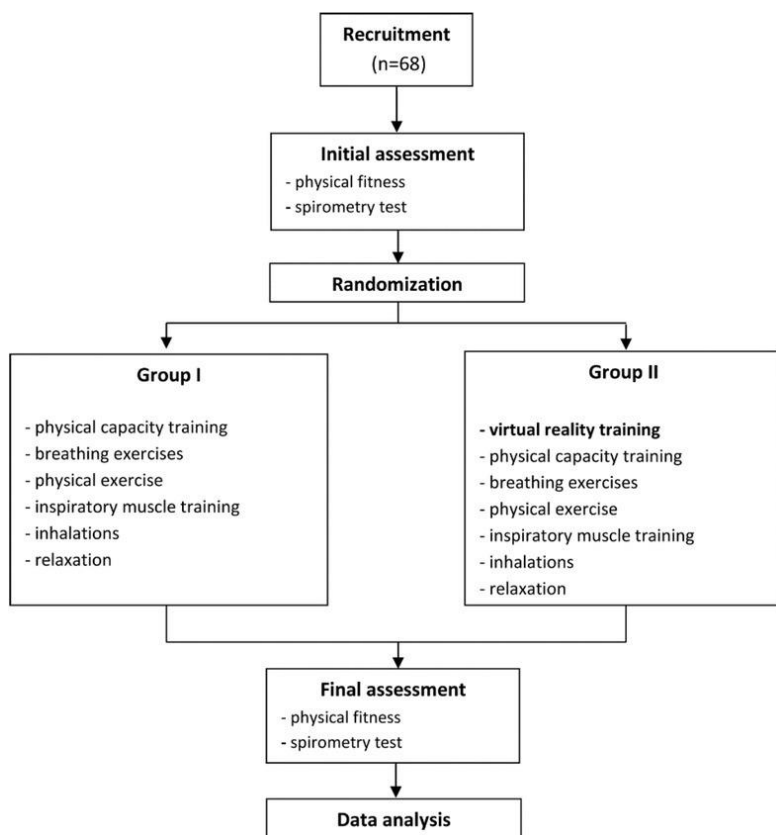 Recruitment
(n=68)
Initial assessment
- physical fitness
- spirometry test
Randomization
Group I
- physical capacity training
- breathing exercises
- physical exercise
- inspiratory muscle training
- inhalations
- relaxation
Group II
- virtual reality training
- physical capacity training
- breathing exercises
- physical exercise
- inspiratory muscle training
- inhalations
- relaxation
Final assessment
- physical fitness
- spirometry test
Data analysis